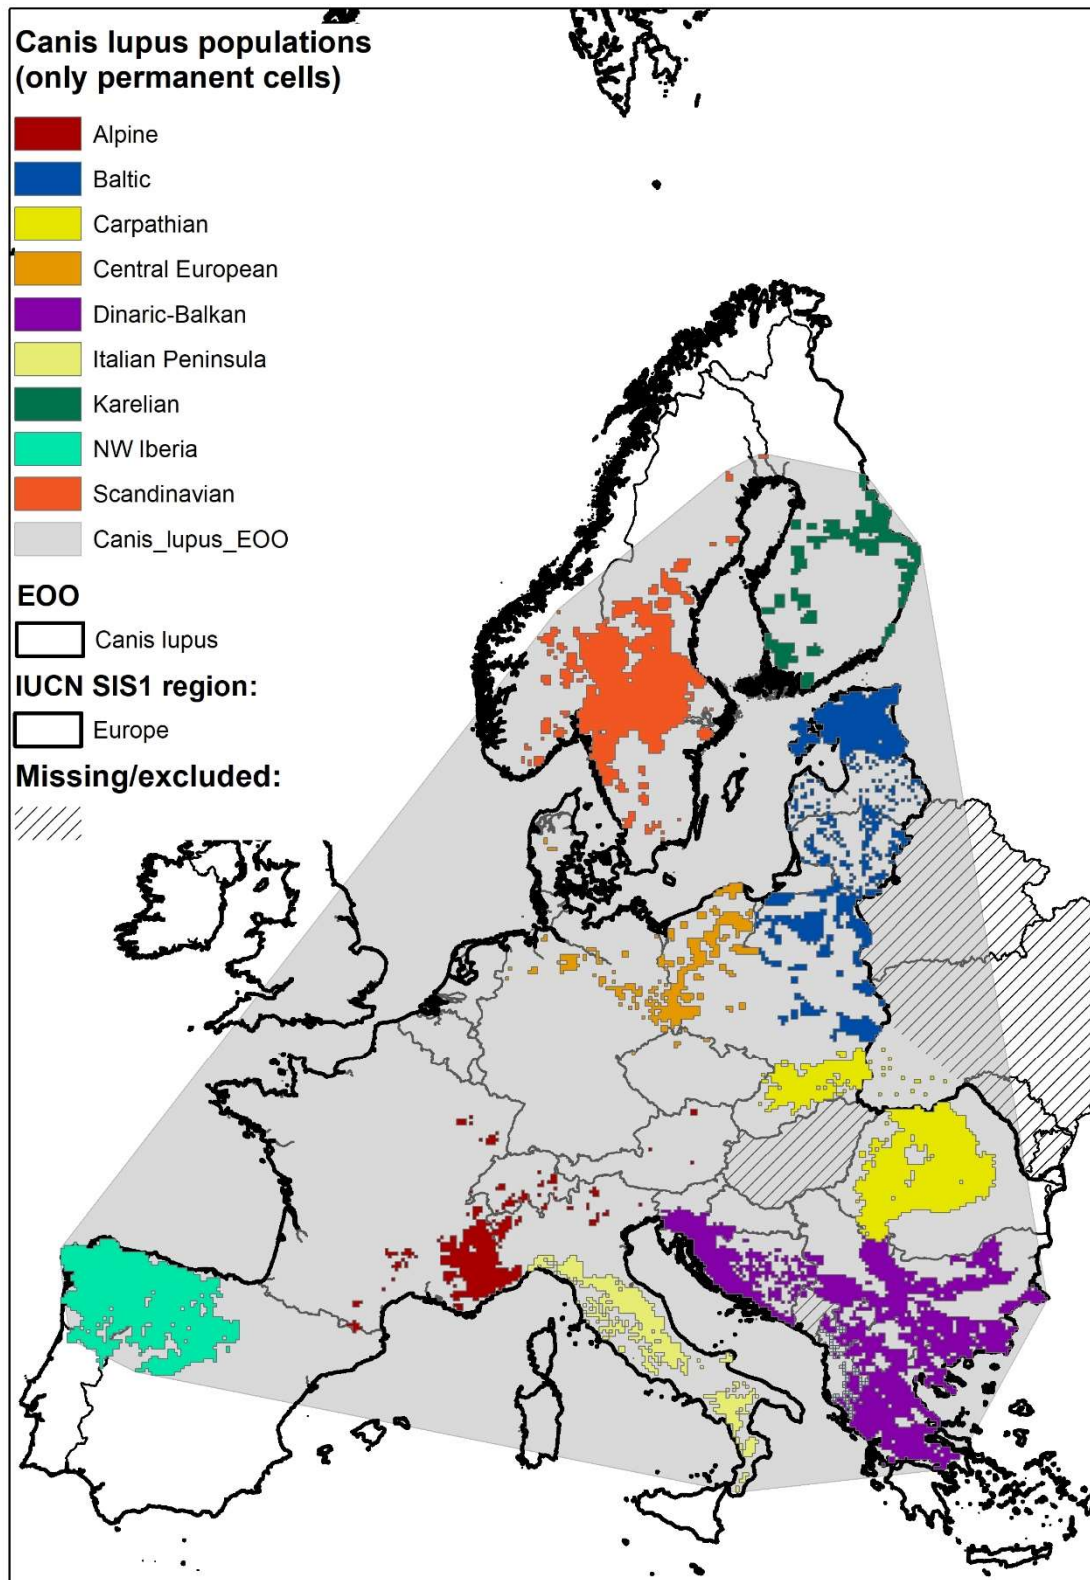 Canis lupus populations
(only permanent cells)
Alpine
Baltic
Carpathian
Central European
Dinaric-Balkan
Italian Peninsula
Karelian
NW Iberia
Scandinavian
Canis_lupus_EOO
EOO
Canis lupus
IUCN SIS1 region:
Europe
Missing/excluded: